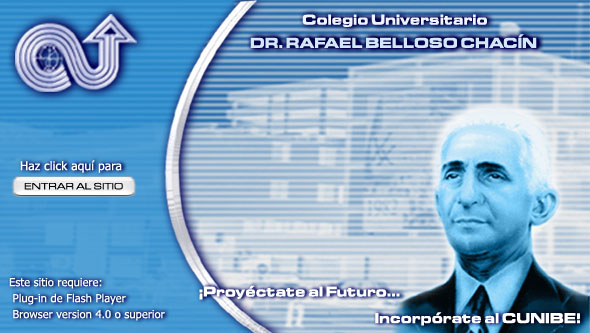 Colegio Universitario
DR. RAFAEL BELLOSO CHACÍN
Haz click aquí para
ENTRAR AL SITIO
Este sitio requiere:
Plug-in de Flash Player
Browser version 4.0 o superior
¡Proyéctate al Futuro...
Incorpórate al CUNIBE!